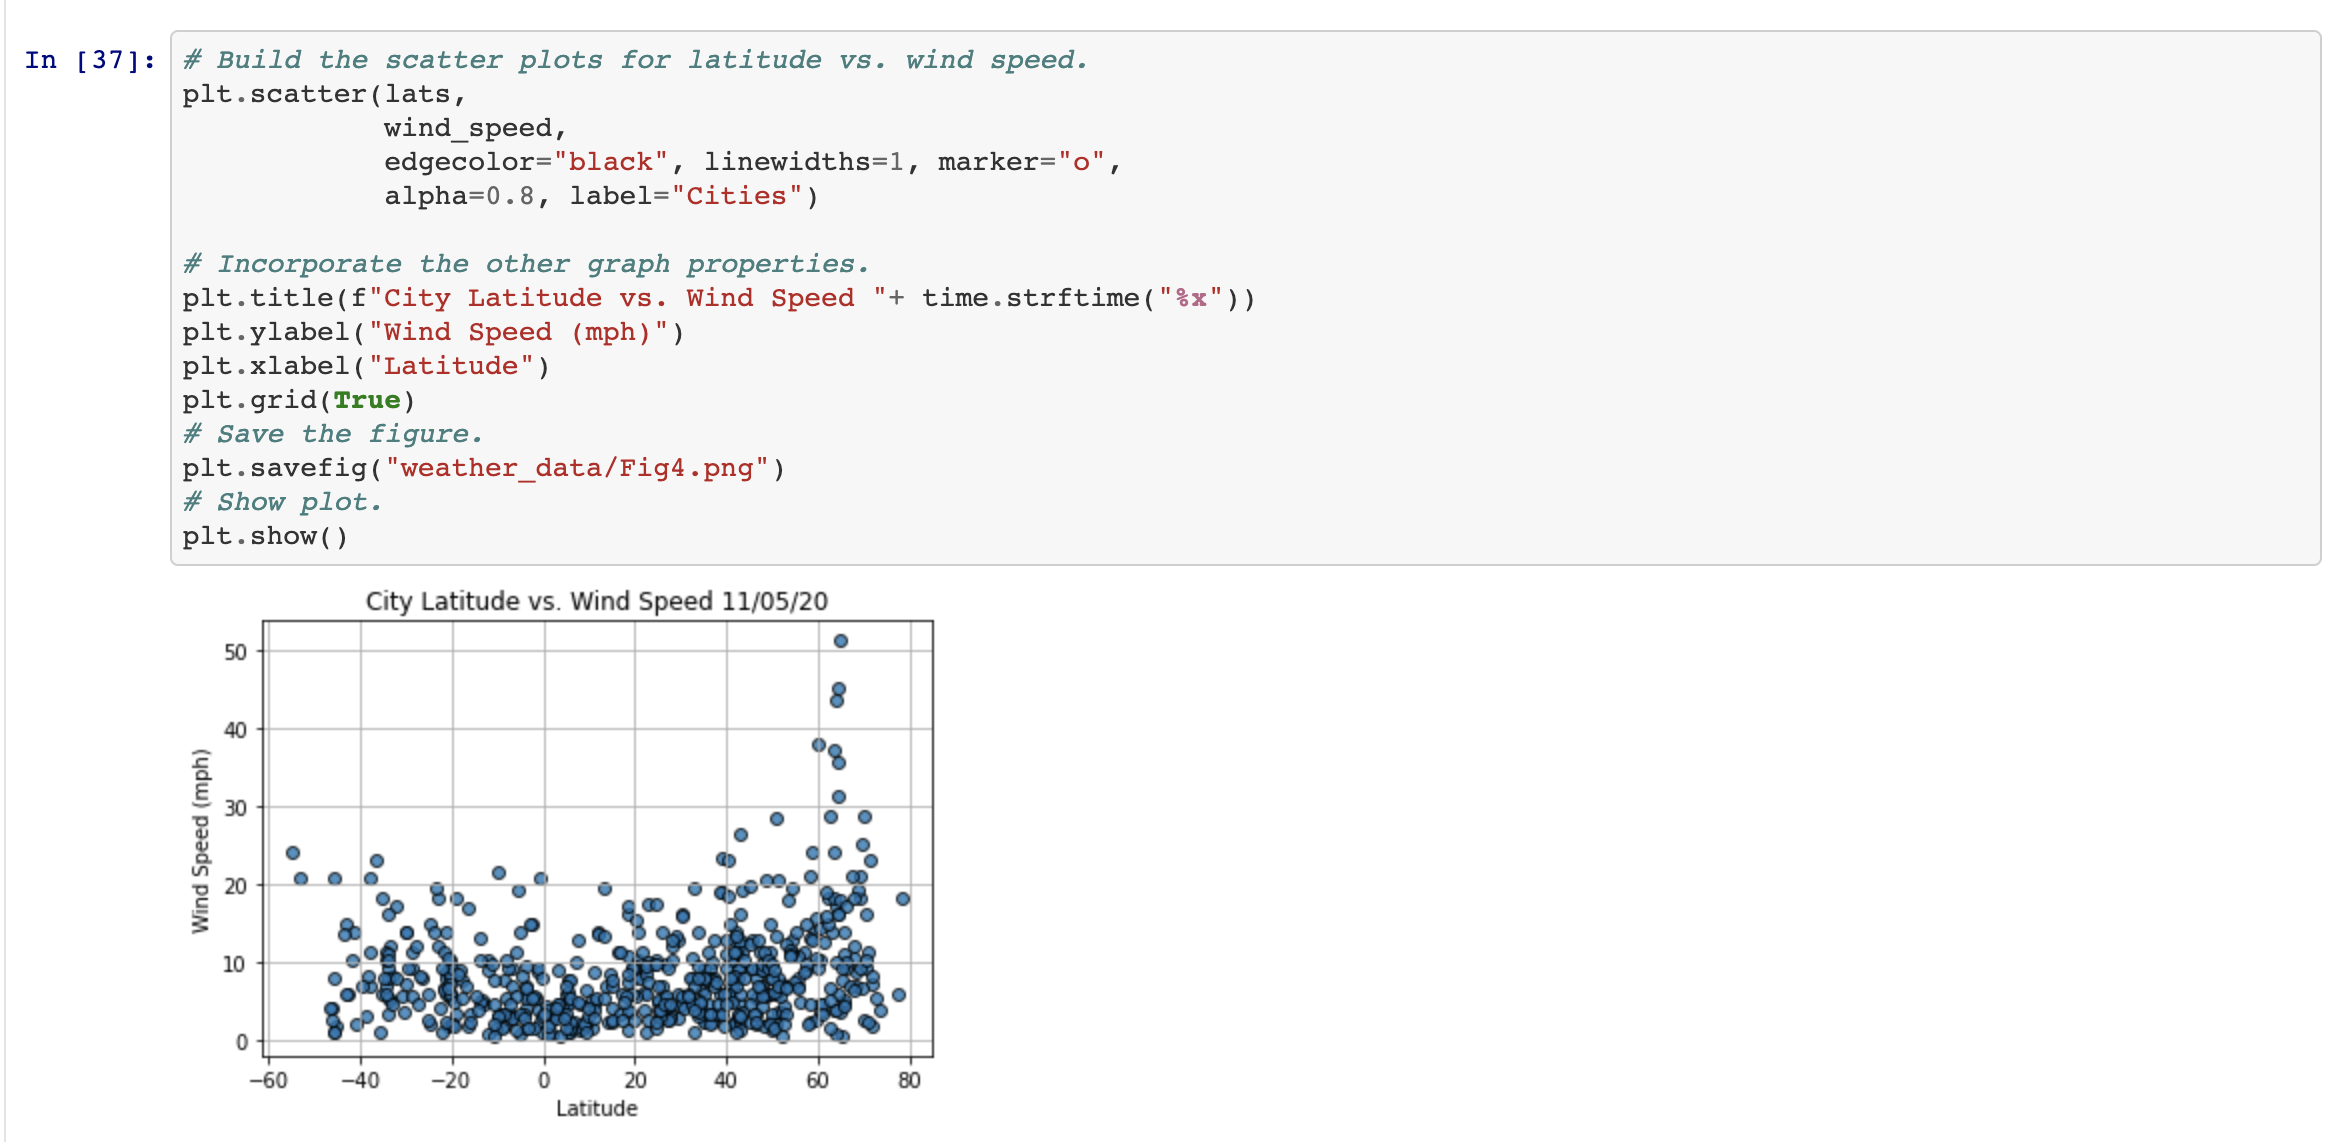 In [37]:
# Build the scatter plots for latitude vs. wind speed.
plt.scatter(lats,
            wind_speed,
            edgecolor="black", linewidths=1, marker="o",
            alpha=0.8, label="Cities")
# Incorporate the other graph properties.
plt.title(f"City Latitude vs. Wind Speed "+ time.strftime("%x"))
plt.ylabel("Wind Speed (mph)")
plt.xlabel("Latitude")
plt.grid(True)
# Save the figure.
plt.savefig("weather_data/Fig4.png")
# Show plot.
plt.show()
City Latitude vs. Wind Speed 11/05/20
Wind Speed (mph)
50
40
30
20
10
0
−60 −40 −20 0 20 40 60 80
Latitude